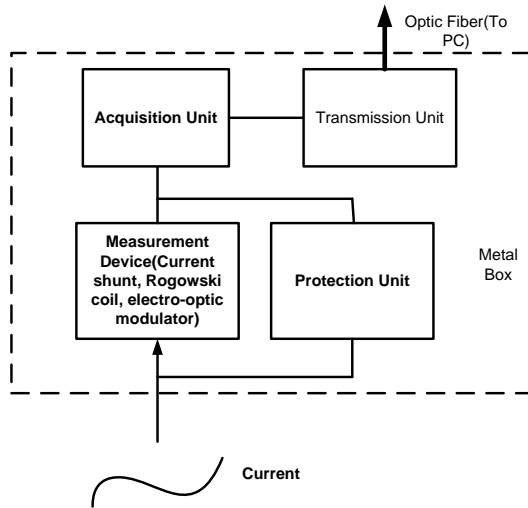 Optic Fiber(To
PC)
Acquisition Unit
Transmission Unit
Measurement
Device(Current
shunt, Rogowski
coil, electro-optic
modulator)
Protection Unit
Metal
Box
Current